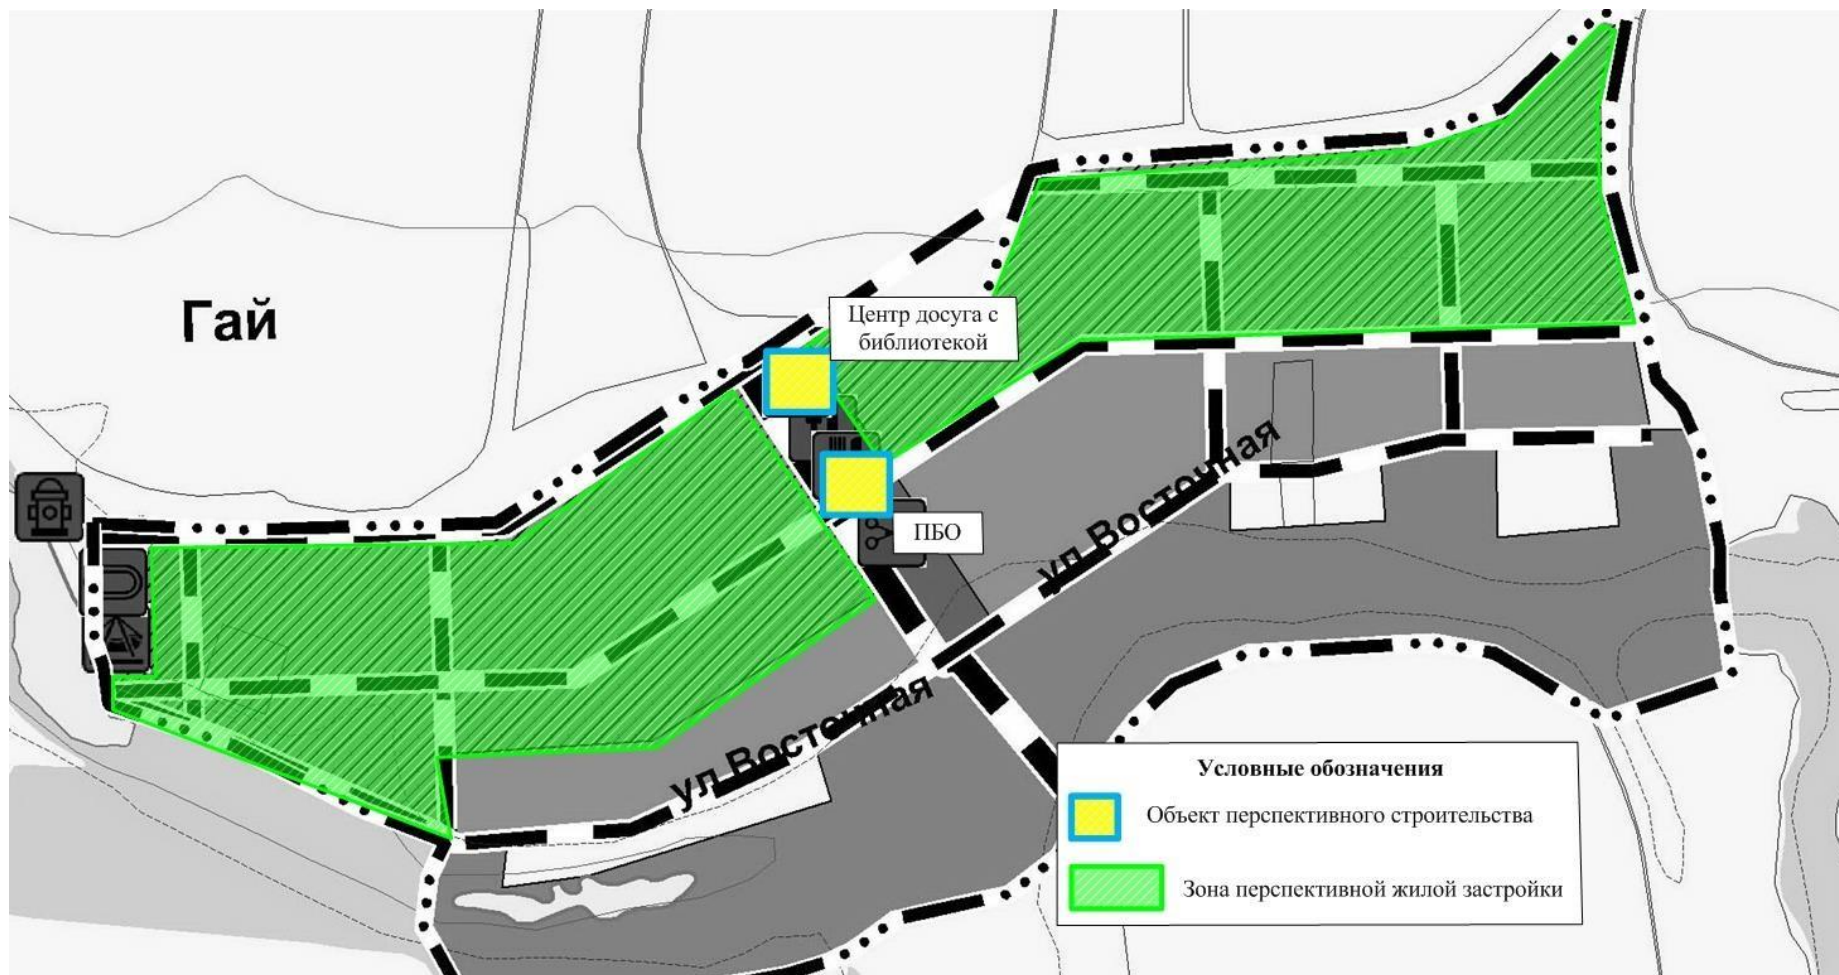 Гай
Центр досуга с
библиотекой
ПБО
ул Восточная
ул Восточная
Условные обозначения
Объект перспективного строительства
Зона перспективной жилой застройки